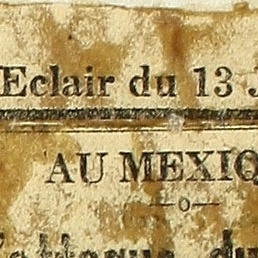 Eclair du 13 J
AU MEXIQ
—o—